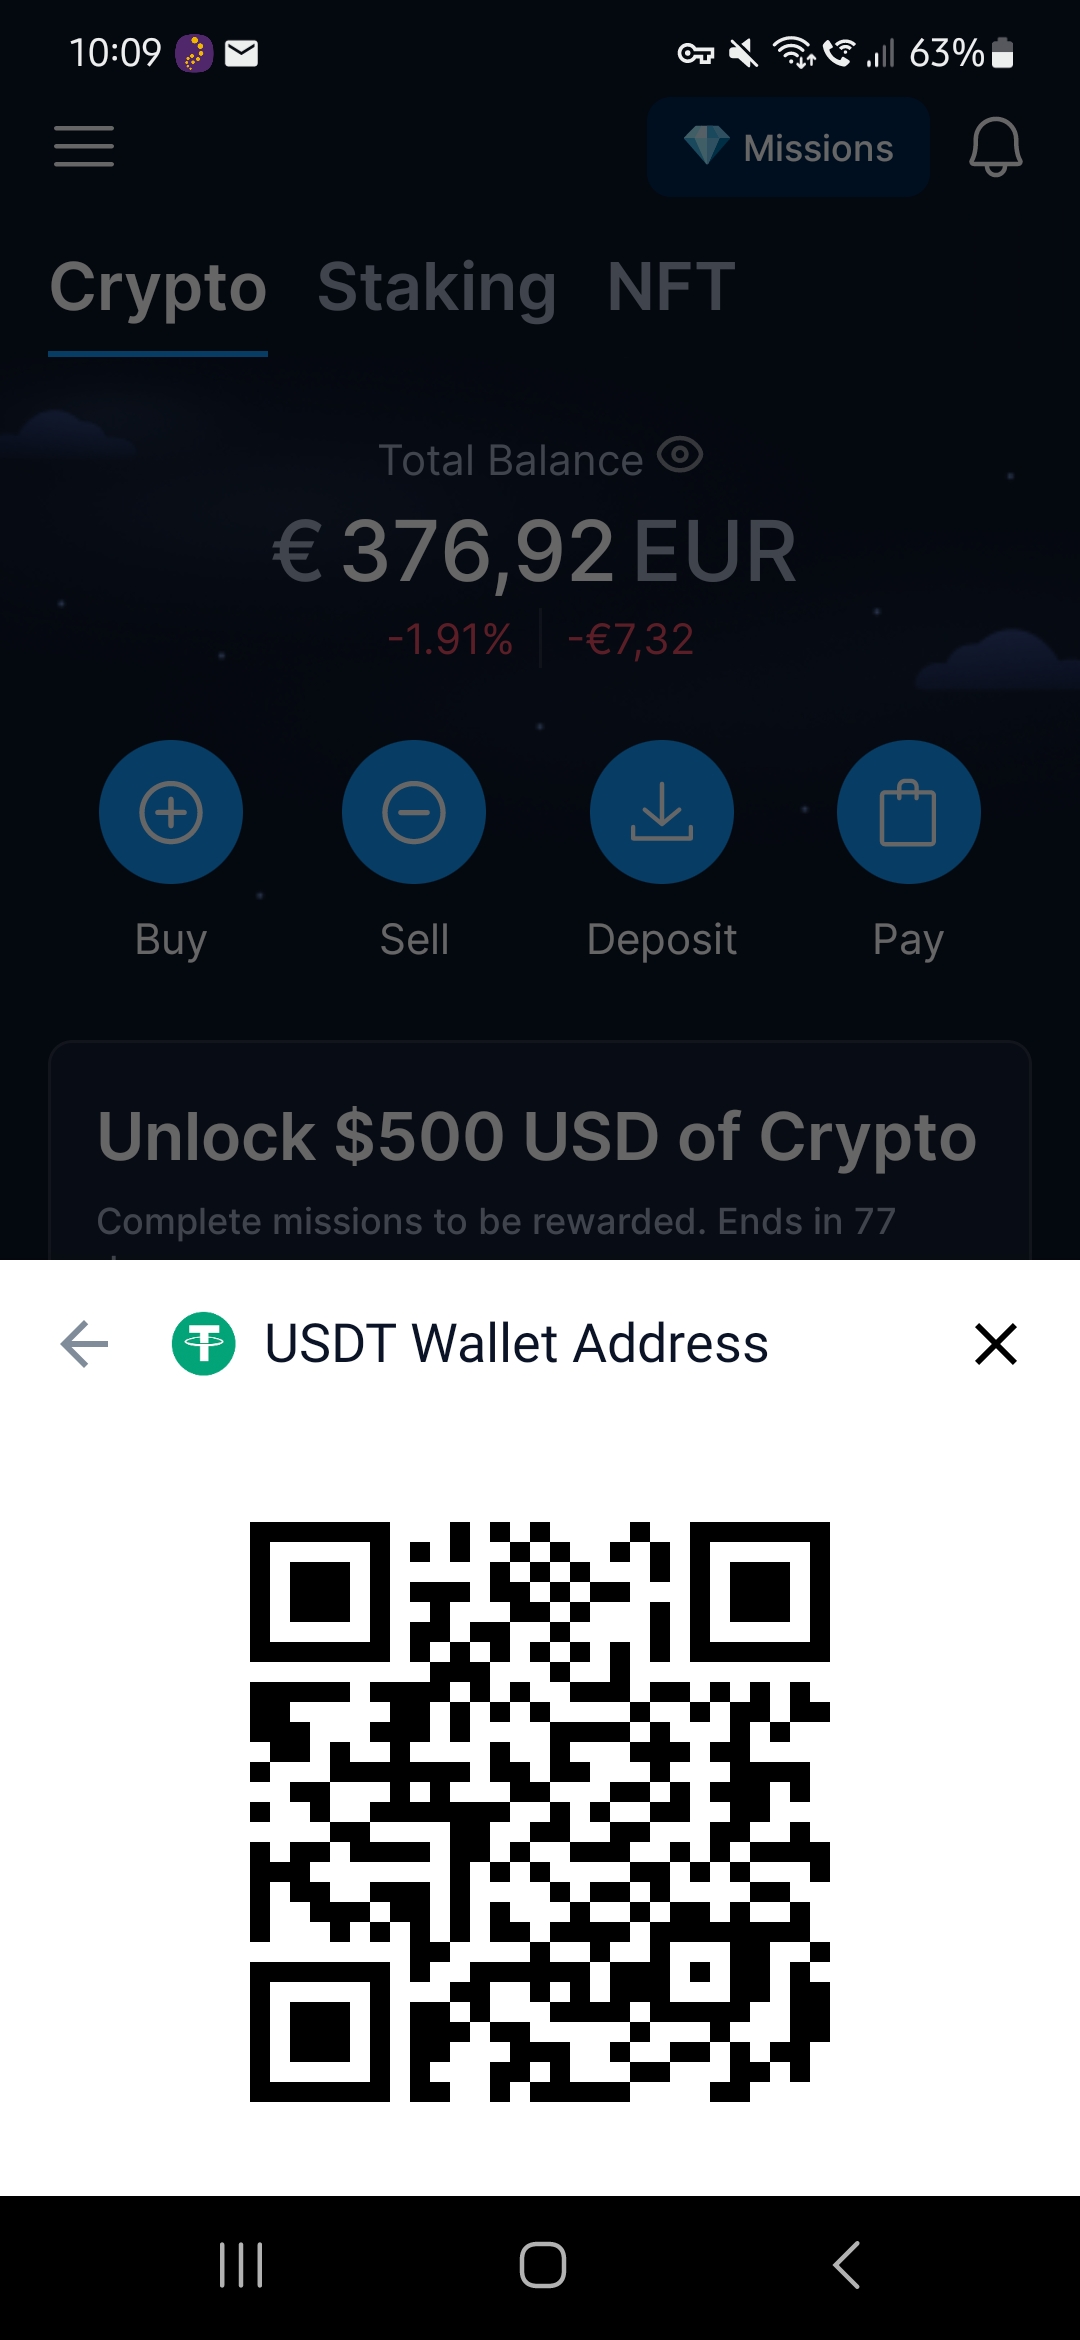 10:09 63%
Missions
Crypto Staking NFT
Total Balance
€ 376,92 EUR
-1.91% -€7,32
Buy Sell Deposit Pay
Unlock $500 USD of Crypto
Complete missions to be rewarded. Ends in 77
USDT Wallet Address